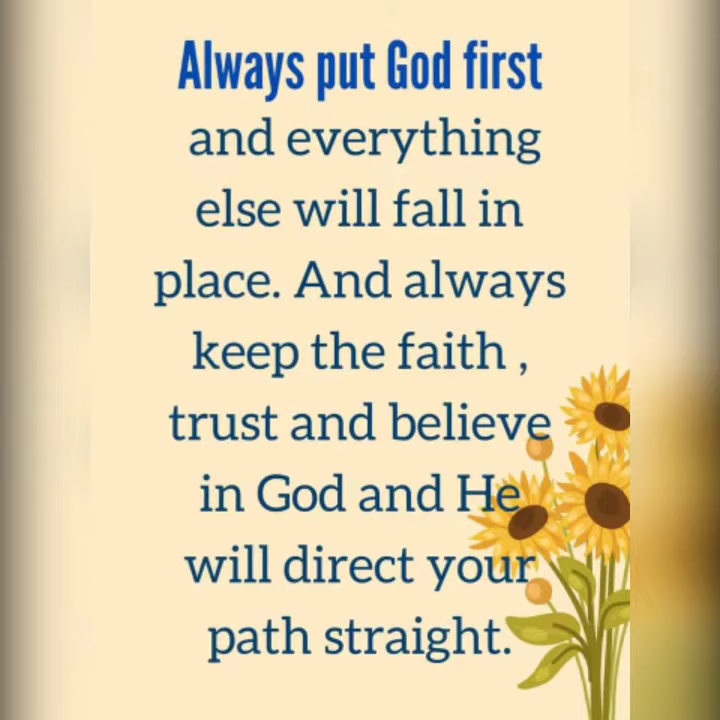 Always put God first
and everything
else will fall in
place. And always
keep the faith ,
trust and believe
in God and He
will direct your
path straight.